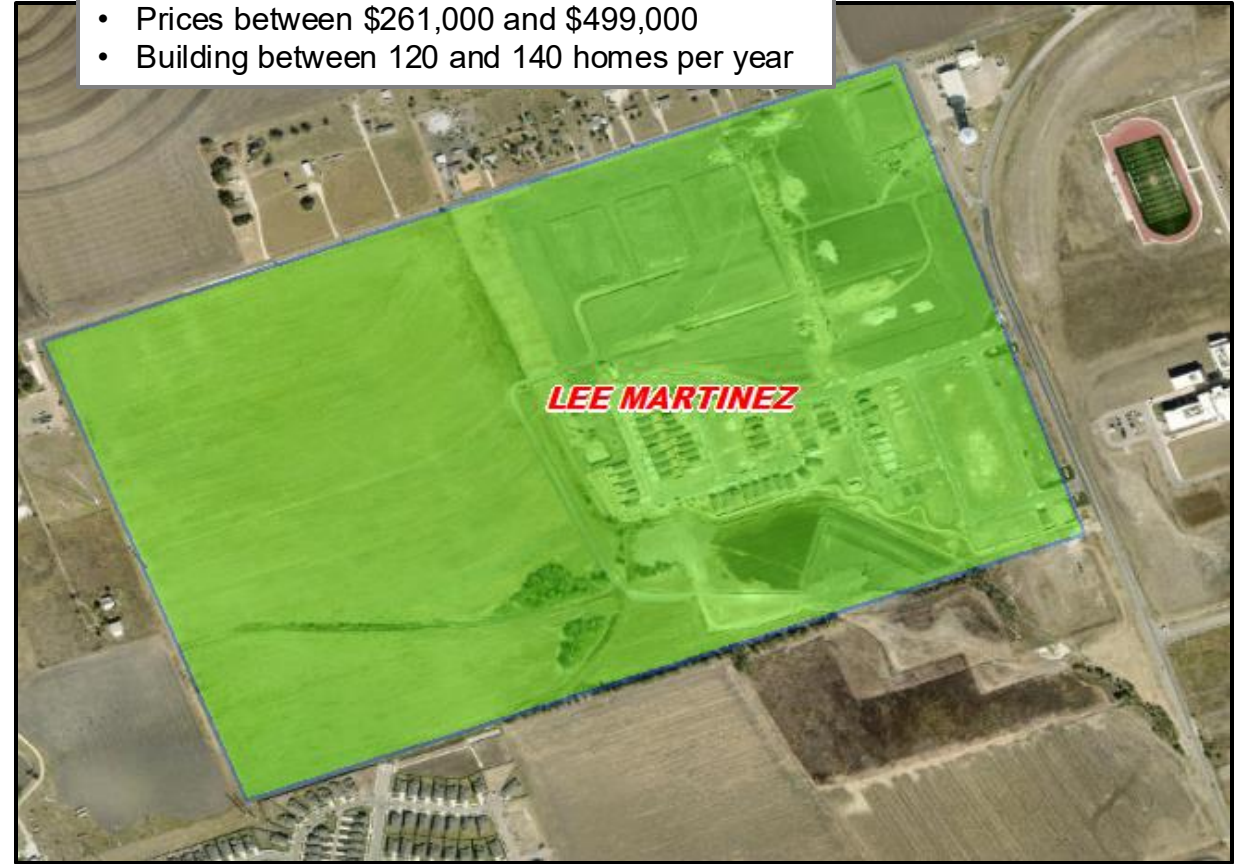 • Prices between $261,000 and $499,000
• Building between 120 and 140 homes per year
LEE MARTINEZ